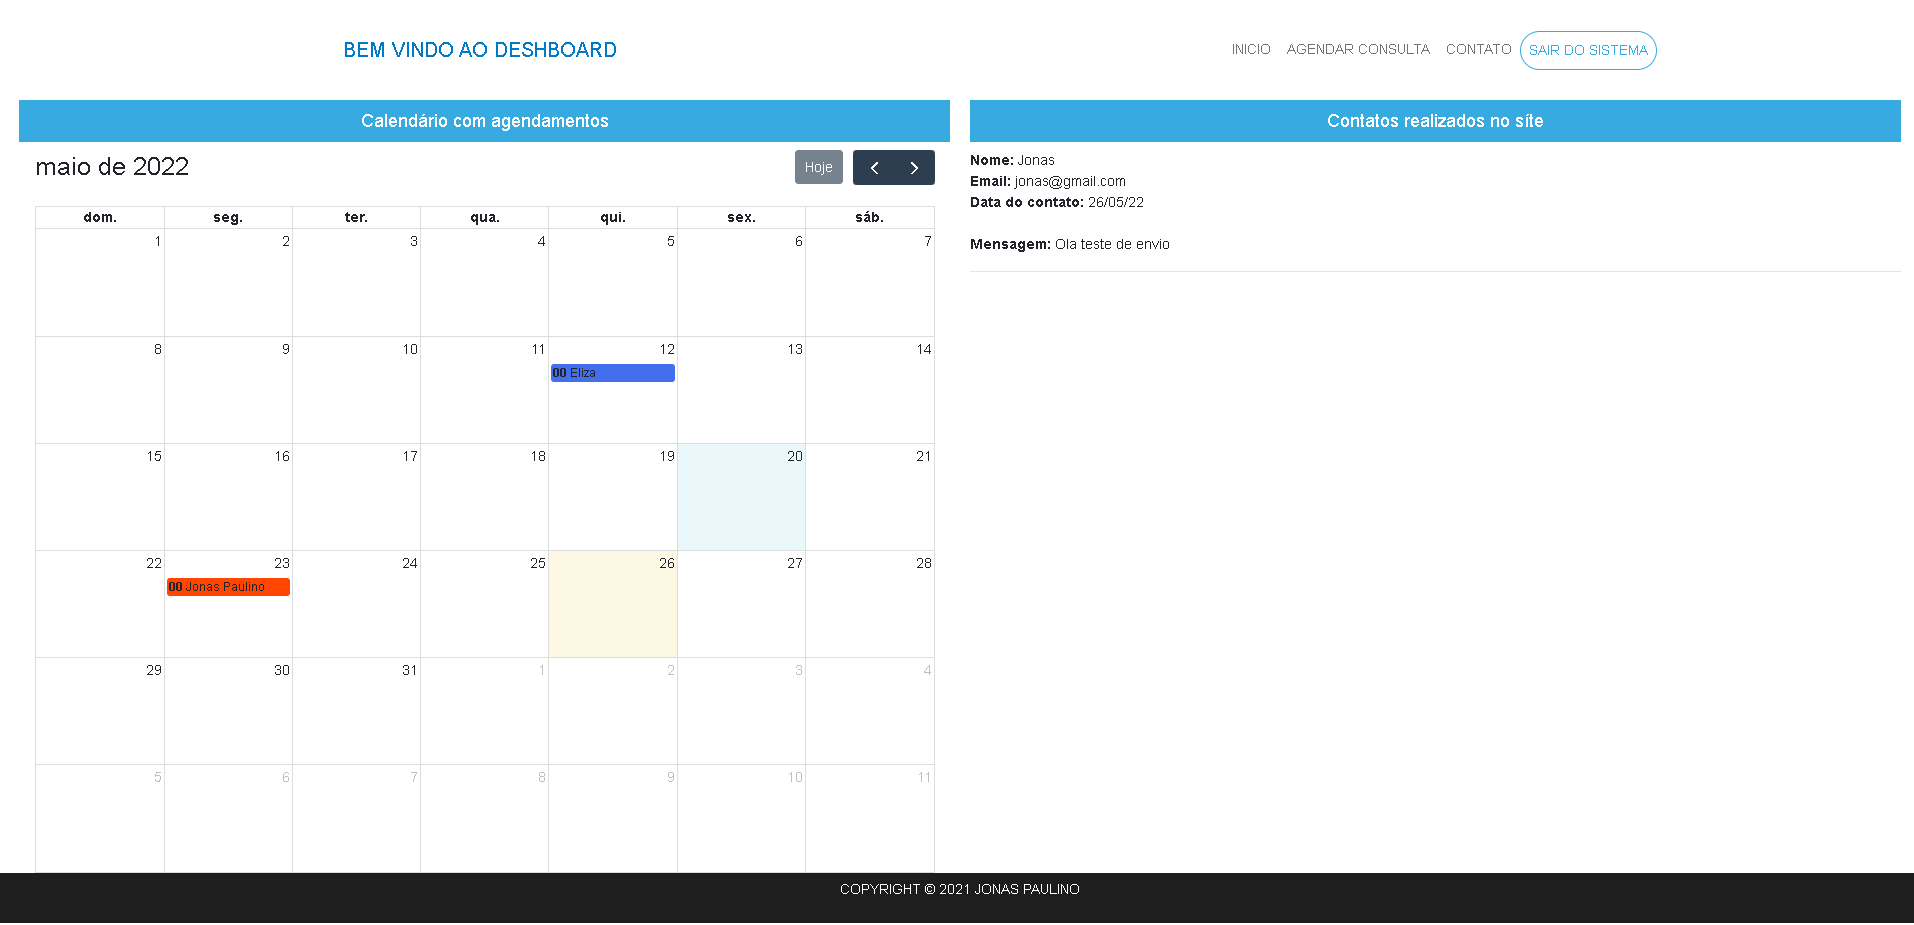 BEM VINDO AO DESHBOARD
INICIO AGENDAR CONSULTA CONTATO SAIR DO SISTEMA
Calendário com agendamentos
maio de 2022
Hoje
dom. seg. ter. qua. qui. sex. sáb.
1 2 3 4 5 6 7
8 9 10 11 12 13 14
00 Eliza
15 16 17 18 19 20 21
22 23 24 25 26 27 28
00 Jonas Paulino
29 30 31 1 2 3 4
5 6 7 8 9 10 11
Contatos realizados no síte
Nome: Jonas
Email: jonas@gmail.com
Data do contato: 26/05/22
Mensagem: Ola teste de envio
COPYRIGHT © 2021 JONAS PAULINO